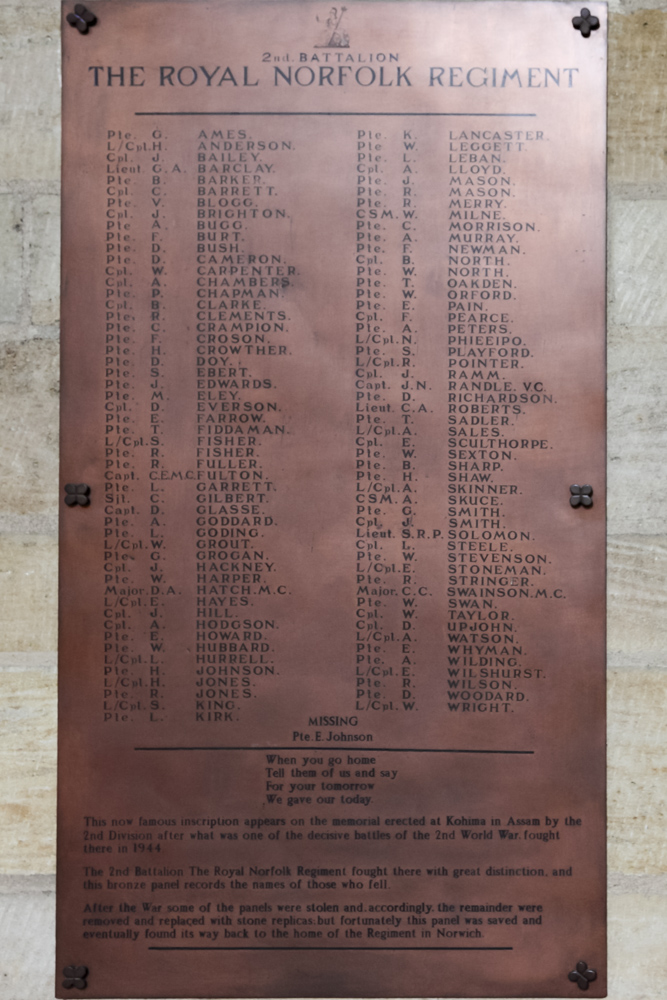 2nd. BATTALION
THE ROYAL NORFOLK REGIMENT
Pte. G. AMES.
L/Cpl. H. ANDERSON.
Cpl. J. BAILEY.
Lieut. G.A. BARCLAY.
Pte. B. BARKER.
Cpl. C. BARRETT.
Pte. V. BLOGG.
Cpl. J. BRIGHTON.
Pte. A. BUGG.
Pte. F. BURT.
Pte. D. BUSH.
Pte. D. CAMERON.
Cpl. W. CARPENTER.
Cpl. A. CHAMBERS.
Pte. P. CHAPMAN.
Cpl. B. CLARKE.
Pte. R. CLEMENTS.
Pte. C. CRAMPION.
Pte. F. CROSON.
Pte. H. CROWTHER.
Pte. D. DOY.
Pte. S. EBERT.
Pte. J. EDWARDS.
Pte. M. ELEY.
Cpl. D. EVERSON.
Pte. E. FARROW.
Pte. T. FIDDAMAN.
L/Cpl. S. FISHER.
Pte. R. FISHER.
Pte. R. FULLER.
Capt. C.E.M.C. FULTON.
Pte. L. GARRETT.
Sjt. C. GILBERT.
Capt. D. GLASSE.
Pte. A. GODDARD.
Pte. L. GODING.
L/Cpl. W. GROUT.
Pte. G. GROGAN.
Cpl. J. HACKNEY.
Pte. W. HARPER.
Major. D.A. HATCH.M.C.
L/Cpl. E. HAYES.
Cpl. J. HILL.
Cpl. A. HODGSON.
Pte. E. HOWARD.
Pte. W. HUBBARD.
L/Cpl. L. HURRELL.
Pte. H. JOHNSON.
L/Cpl. H. JONES.
Pte. R. JONES.
L/Cpl. S. KING.
Pte. L. KIRK.
Pte. K. LANCASTER.
Pte. W. LEGGETT.
Pte. L. LEBAN.
Cpl. A. LLOYD.
Pte. J. MASON.
Pte. R. MASON.
Pte. R. MERRY.
CSM. W. MILNE.
Pte. C. MORRISON.
Pte. A. MURRAY.
Pte. F. NEWMAN.
Cpl. B. NORTH.
Pte. W. NORTH.
Pte. T. OAKDEN.
Pte. W. ORFORD.
Pte. E. PAIN.
Cpl. F. PEARCE.
Pte. A. PETERS.
L/Cpl. N. PHIEEIPO.
Pte. S. PLAYFORD.
L/Cpl. R. POINTER.
Cpl. J. RAMM.
Capt. J.N. RANDLE. VC.
Pte. D. RICHARDSON.
Lieut. C.A. ROBERTS.
Pte. T. SADLER.
L/Cpl. A. SALES.
Cpl. E. SCULTHORPE.
Pte. W. SEXTON.
Pte. B. SHARP.
Pte. H. SHAW.
L/Cpl. A. SKINNER.
CSM. A. SKUCE.
Pte. G. SMITH.
Cpl. J. SMITH.
Lieut. S.R.P. SOLOMON.
Cpl. L. STEELE.
Pte. W. STEVENSON.
L/Cpl. E. STONEMAN.
Pte. R. STRINGER.
Major. C.C. SWAINSON.M.C.
Pte. W. SWAN.
Cpl. W. TAYLOR.
Cpl. D. UPJOHN.
L/Cpl. A. WATSON.
Pte. E. WHYMAN.
Pte. A. WILDING.
L/Cpl. E. WILSHURST.
Pte. R. WILSON.
Pte. D. WOODARD.
L/Cpl. W. WRIGHT.
MISSING
Pte. E. Johnson
When you go home
Tell them of us and say
For your tomorrow
We gave our today.
This now famous inscription appears on the memorial erected at Kohima in Assam by the
2nd Division after what was one of the decisive battles of the 2nd World War, fought
there in 1944.
The 2nd Battalion The Royal Norfolk Regiment fought there with great distinction, and
this bronze panel records the names of those who fell.
After the War some of the panels were stolen and, accordingly, the remainder were
removed and replaced with stone replicas: but fortunately this panel was saved and
eventually found its way back to the home of the Regiment in Norwich.